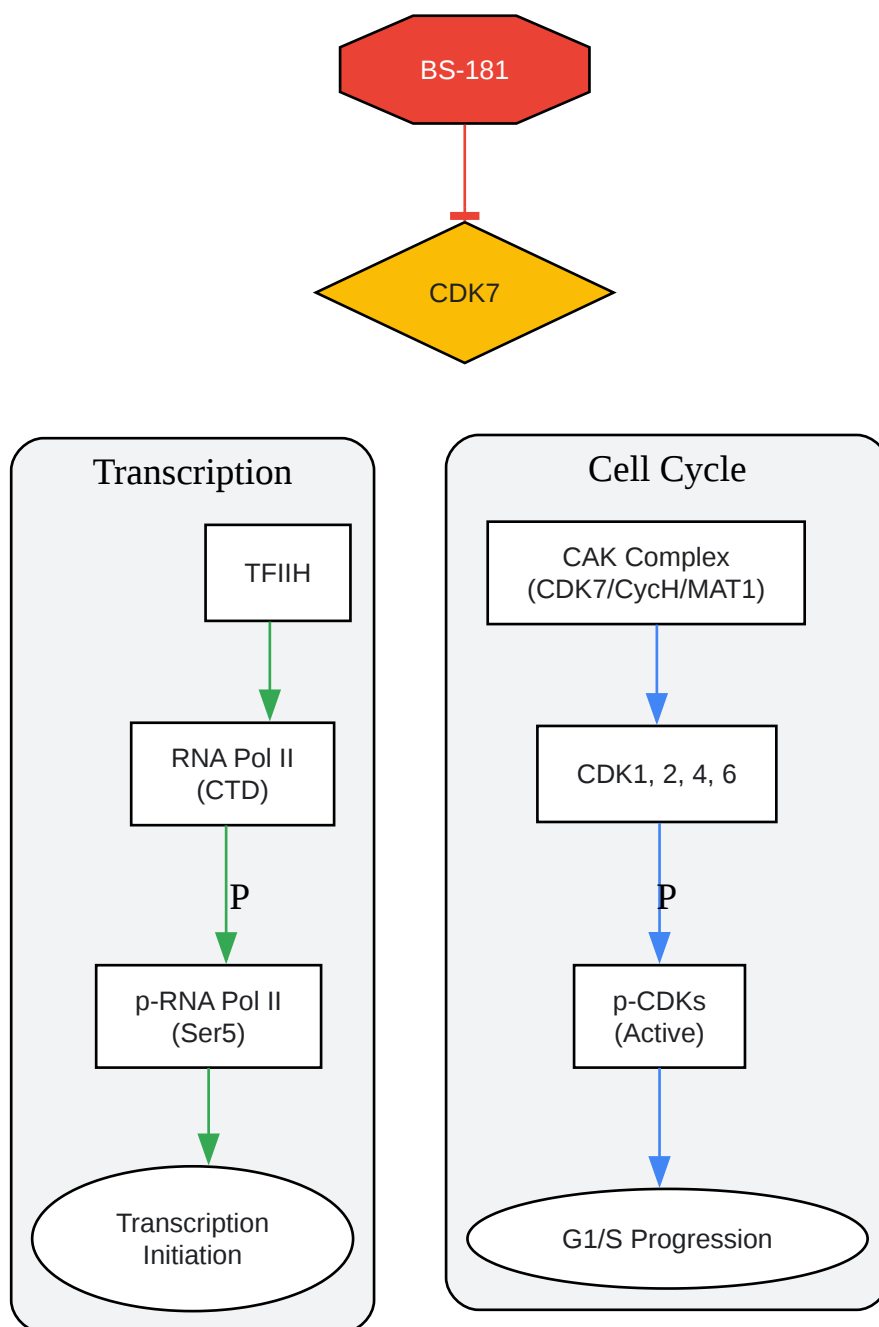 BS-181
CDK7
Transcription
TFIIH
RNA Pol II
(CTD)
P
p-RNA Pol II
(Ser5)
Transcription
Initiation
Cell Cycle
CAK Complex
(CDK7/CycH/MAT1)
CDK1, 2, 4, 6
P
p-CDKs
(Active)
G1/S Progression